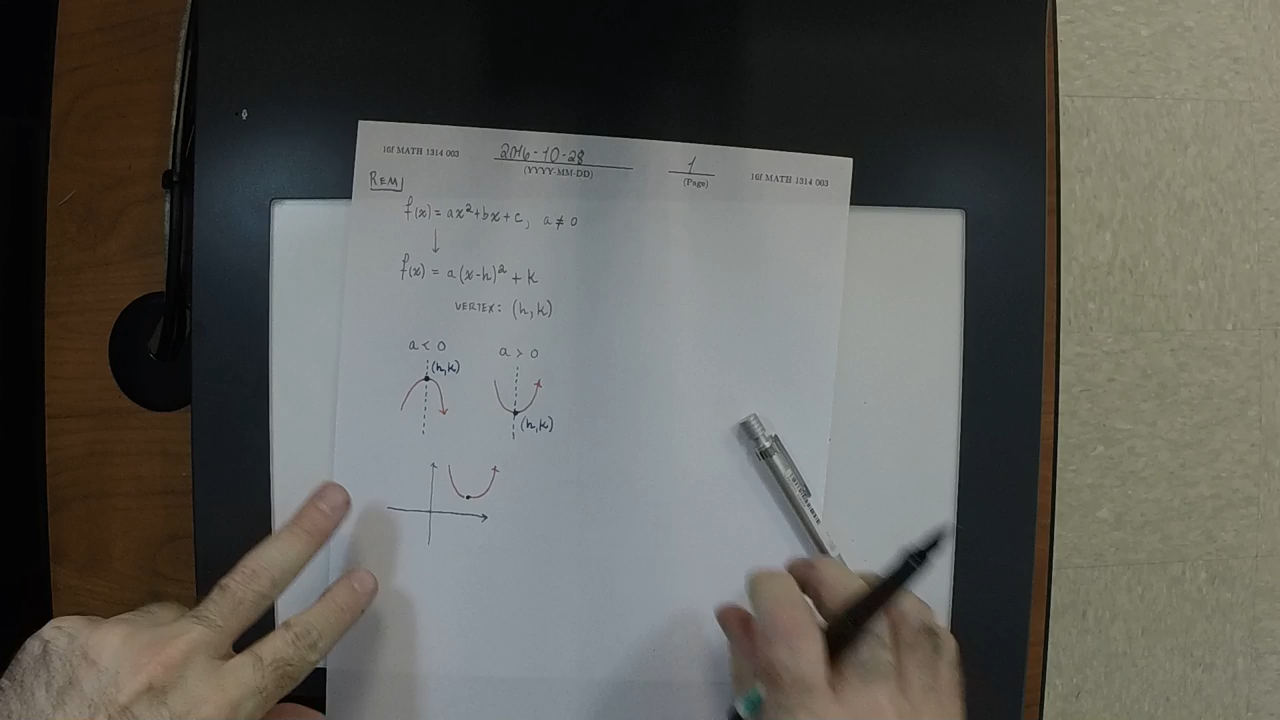 16f MATH 1314 003 2016-10-28 1 16f MATH 1314 003
(YYYY-MM-DD) (Page)
REM
f(x) = ax²+bx+c, a ≠ 0
↓
f(x) = a(x-h)² + k
VERTEX: (h,k)
a < 0 a > 0
(h,k)
(h,k)